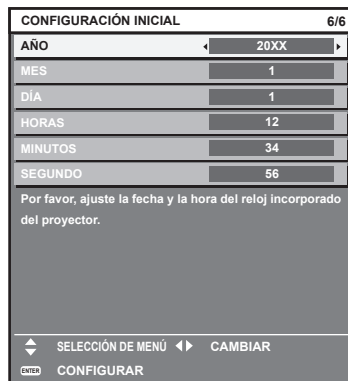 CONFIGURACIÓN INICIAL 6/6
AÑO 20XX
MES 1
DÍA 1
HORAS 12
MINUTOS 34
SEGUNDO 56
Por favor, ajuste la fecha y la hora del reloj incorporado
del proyector.
SELECCIÓN DE MENÚ CAMBIAR
ENTER CONFIGURAR